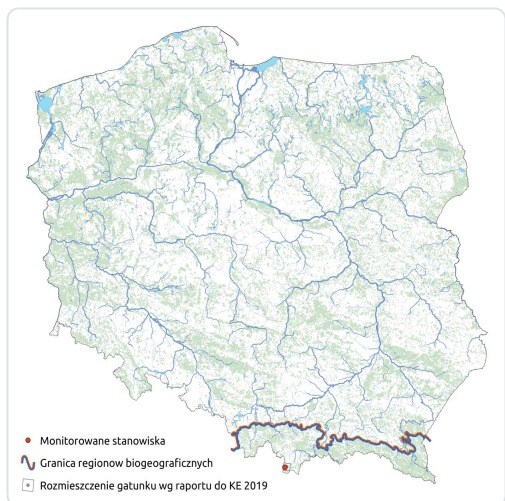 Monitorowane stanowiska
Granica regionow biogeograficznych
Rozmieszczenie gatunku wg raportu do KE 2019